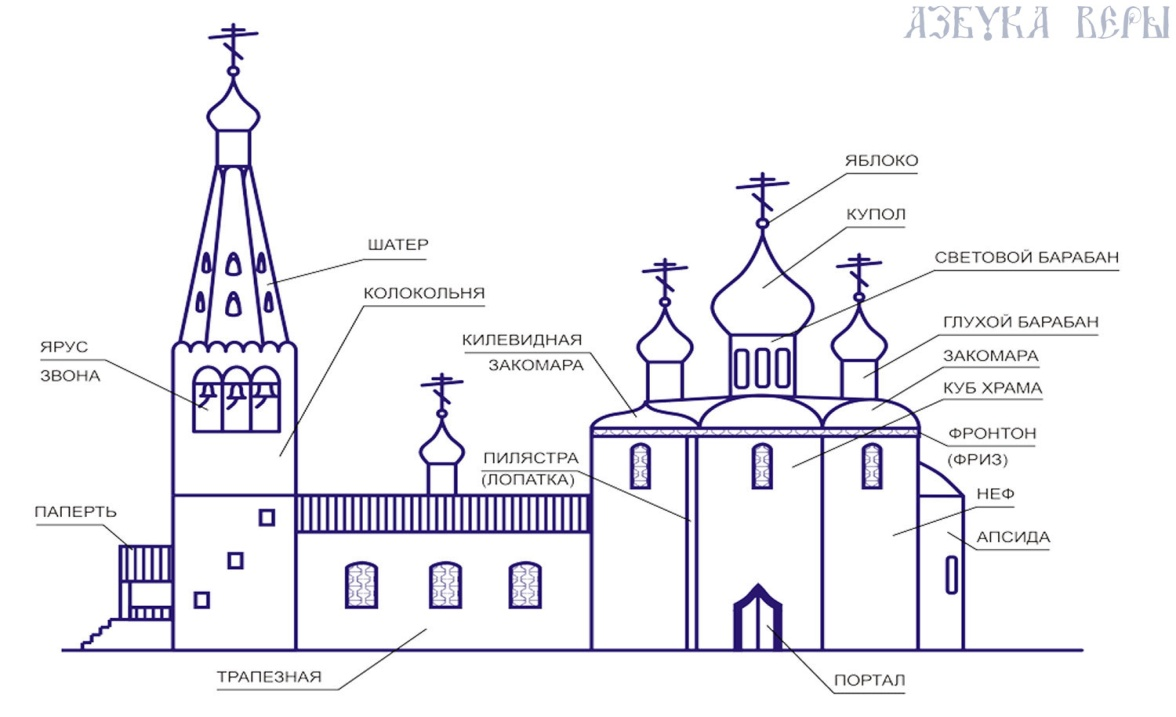 АЗБУКА ВЕРЫ
ЯБЛОКО
КУПОЛ
ШАТЕР
СВЕТОВОЙ БАРАБАН
КОЛОКОЛЬНЯ
ГЛУХОЙ БАРАБАН
ЯРУС
ЗВОНА
КИЛЕВИДНАЯ
ЗАКОМАРА
ЗАКОМАРА
КУБ ХРАМА
ФРОНТОН
(ФРИЗ)
ПИЛЯСТРА
(ЛОПАТКА)
НЕФ
ПАПЕРТЬ
АПСИДА
ТРАПЕЗНАЯ
ПОРТАЛ